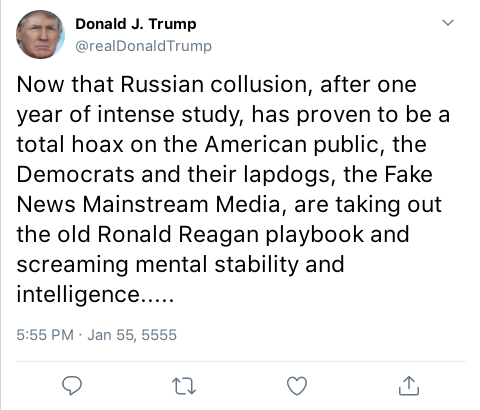 Donald J. Trump
@realDonaldTrump
Now that Russian collusion, after one
year of intense study, has proven to be a
total hoax on the American public, the
Democrats and their lapdogs, the Fake
News Mainstream Media, are taking out
the old Ronald Reagan playbook and
screaming mental stability and
intelligence.....
5:55 PM · Jan 55, 5555